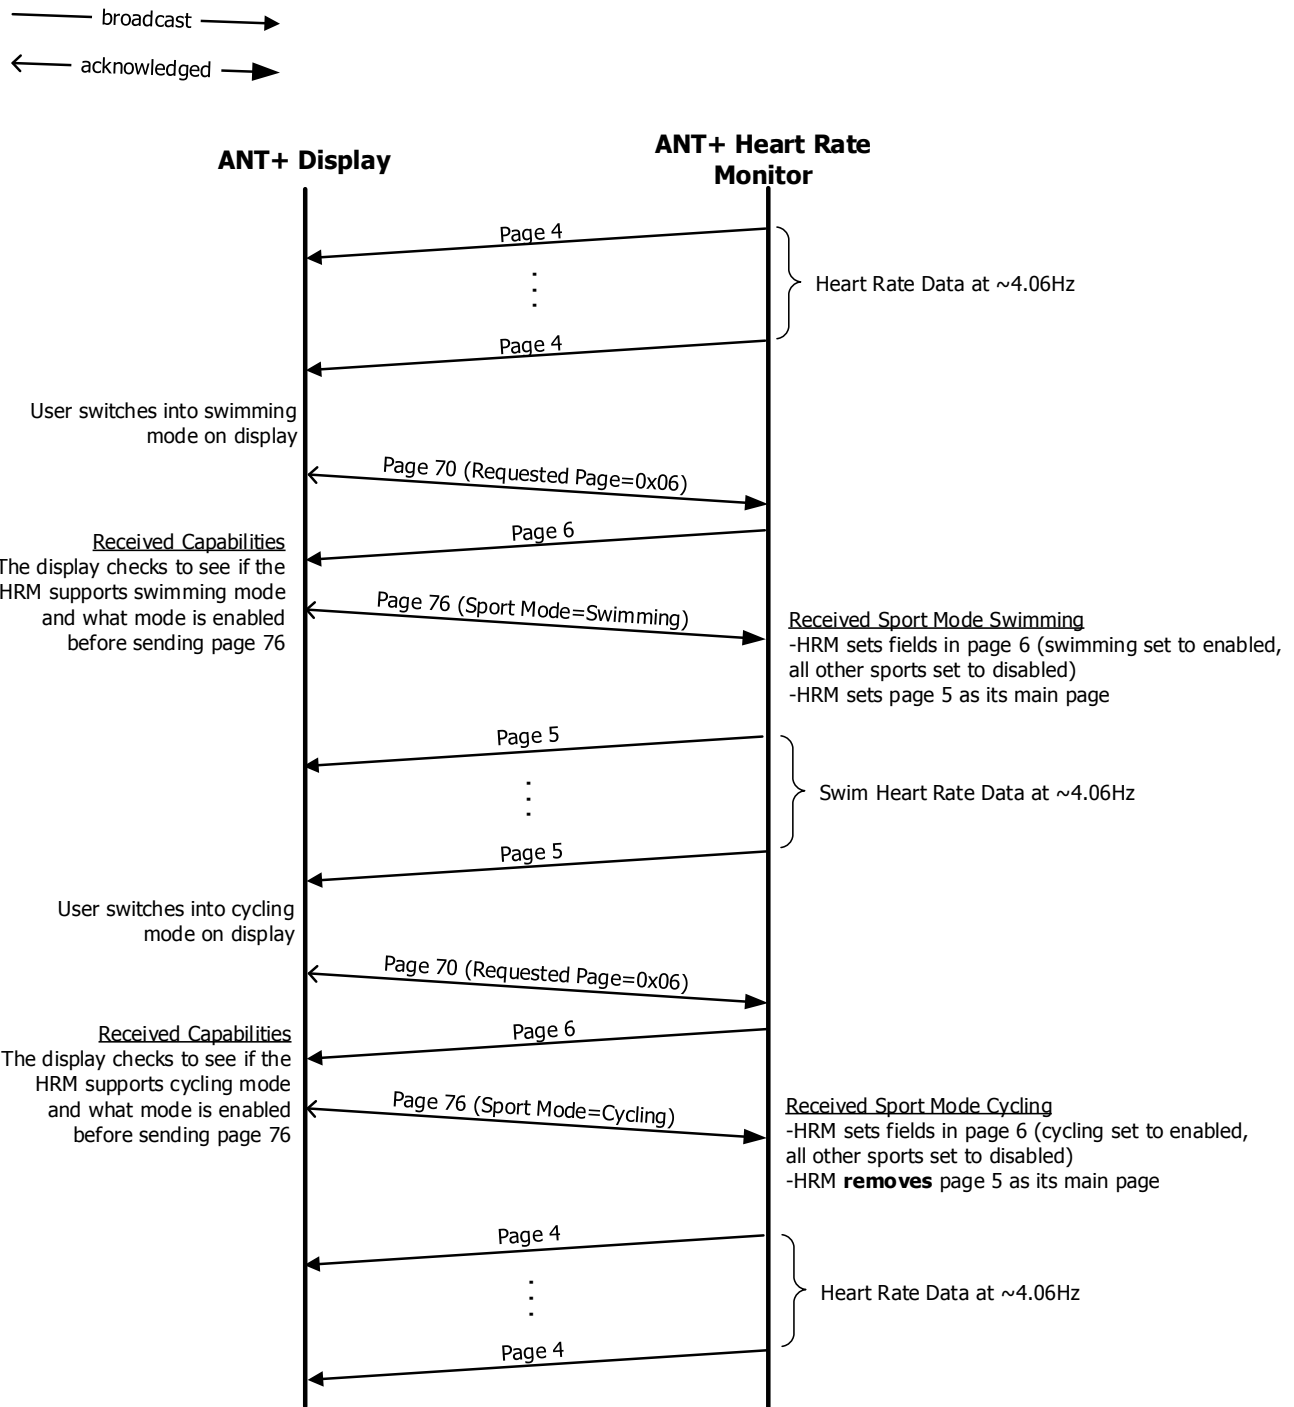 broadcast
acknowledged
ANT+ Display
ANT+ Heart Rate
Monitor
Page 4
Heart Rate Data at ~4.06Hz
Page 4
User switches into swimming
mode on display
Page 70 (Requested Page=0x06)
Page 6
Received Capabilities
The display checks to see if the
HRM supports swimming mode
and what mode is enabled
before sending page 76
Page 76 (Sport Mode=Swimming)
Received Sport Mode Swimming
-HRM sets fields in page 6 (swimming set to enabled,
all other sports set to disabled)
-HRM sets page 5 as its main page
Page 5
Swim Heart Rate Data at ~4.06Hz
Page 5
User switches into cycling
mode on display
Page 70 (Requested Page=0x06)
Page 6
Received Capabilities
The display checks to see if the
HRM supports cycling mode
and what mode is enabled
before sending page 76
Page 76 (Sport Mode=Cycling)
Received Sport Mode Cycling
-HRM sets fields in page 6 (cycling set to enabled,
all other sports set to disabled)
-HRM removes page 5 as its main page
Page 4
Heart Rate Data at ~4.06Hz
Page 4